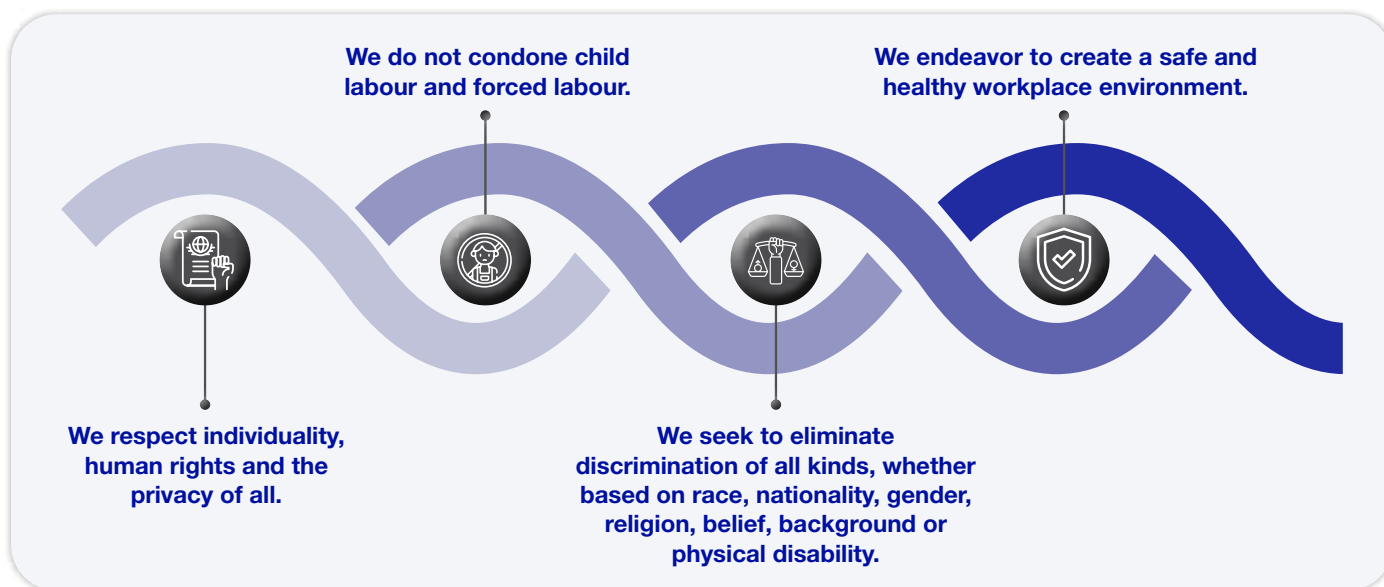 We do not condone child
labour and forced labour.
We endeavor to create a safe and
healthy workplace environment.
We respect individuality,
human rights and the
privacy of all.
We seek to eliminate
discrimination of all kinds, whether
based on race, nationality, gender,
religion, belief, background or
physical disability.